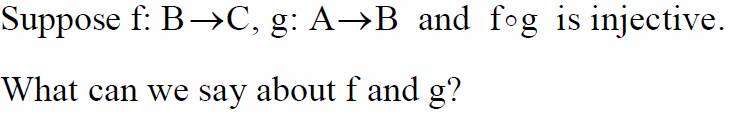 Suppose f: B→C, g: A→B and f∘g is injective.
What can we say about f and g?